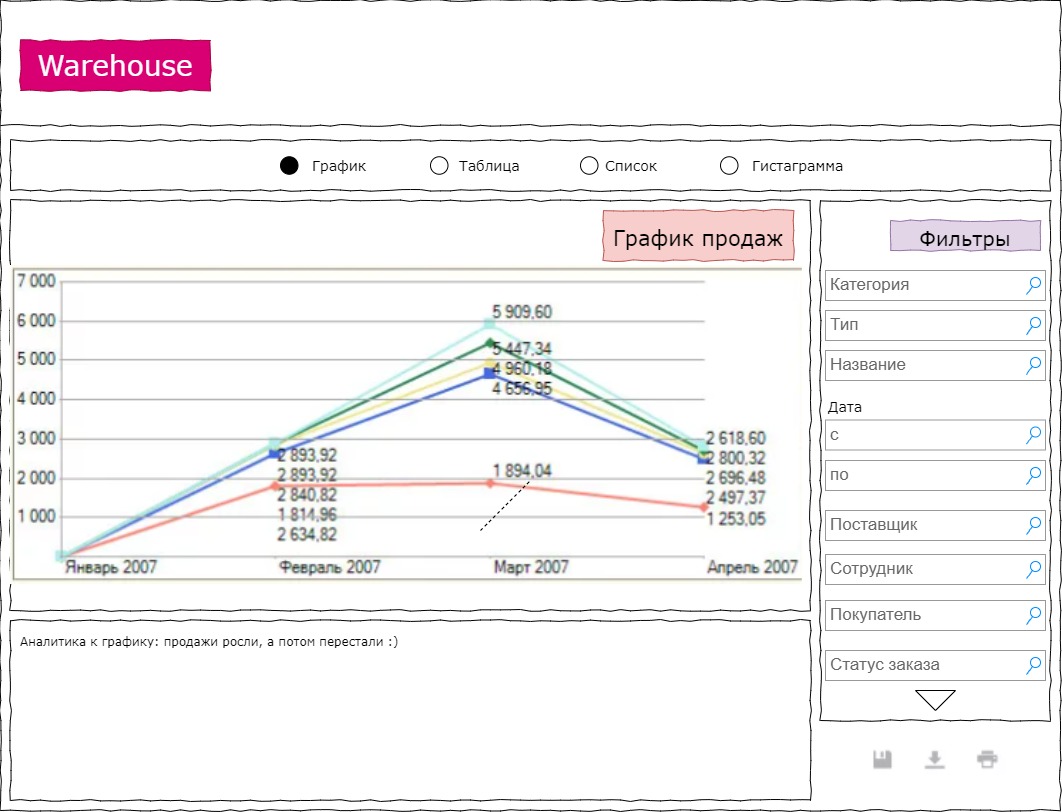 Warehouse
График Таблица Список Гистаграмма
График продаж
7 000
6 000
5 000
4 000
3 000
2 000
1 000
5 909,60
5 447,34
4 960,18
4 656,95
2 893,92
2 893,92
2 840,82
1 814,96
2 634,82
1 894,04
2 618,60
2 800,32
2 696,48
2 497,37
1 253,05
Январь 2007 Февраль 2007 Март 2007 Апрель 2007
Фильтры
Категория
Тип
Название
Дата
с
по
Поставщик
Сотрудник
Покупатель
Статус заказа
Аналитика к графику: продажи росли, а потом перестали :)